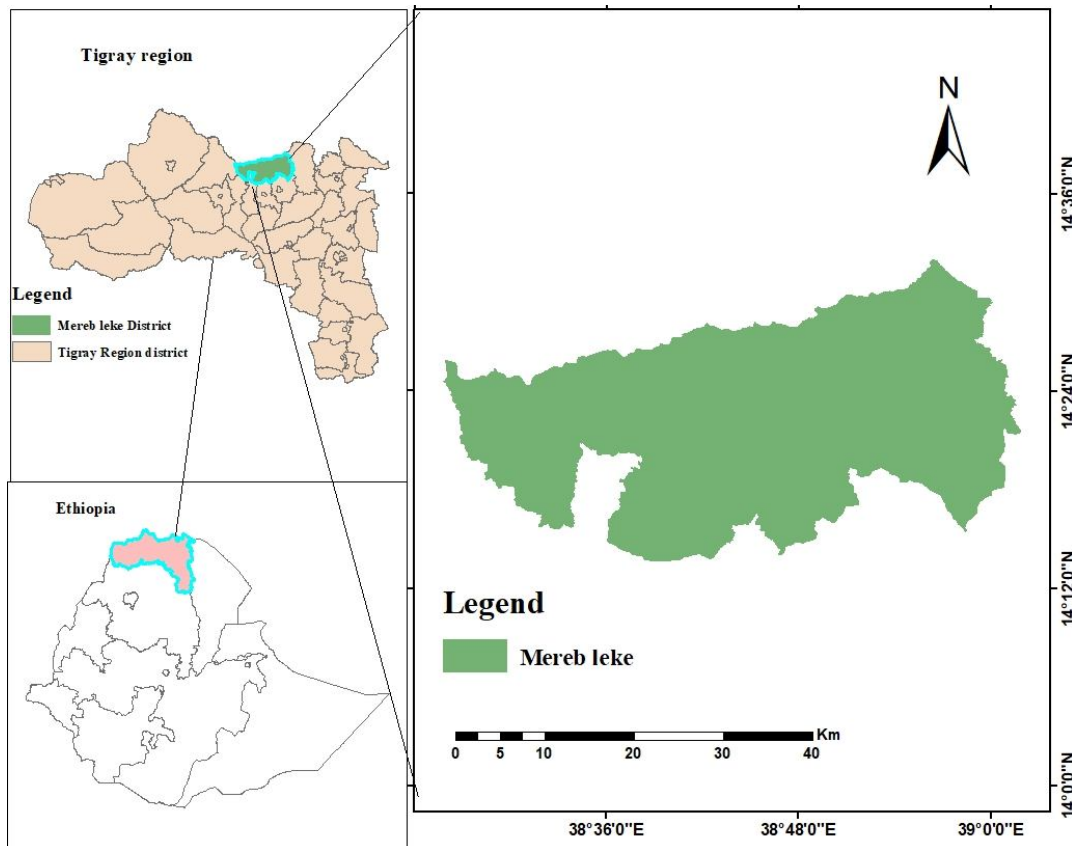 Tigray region
Legend
Mereb leke District
Tigray Region district
Ethiopia
N
Legend
Mereb leke
Km
0 5 10 20 30 40
14°36'0"N
14°24'0"N
14°12'0"N
14°0'0"N
38°36'0"E 38°48'0"E 39°0'0"E